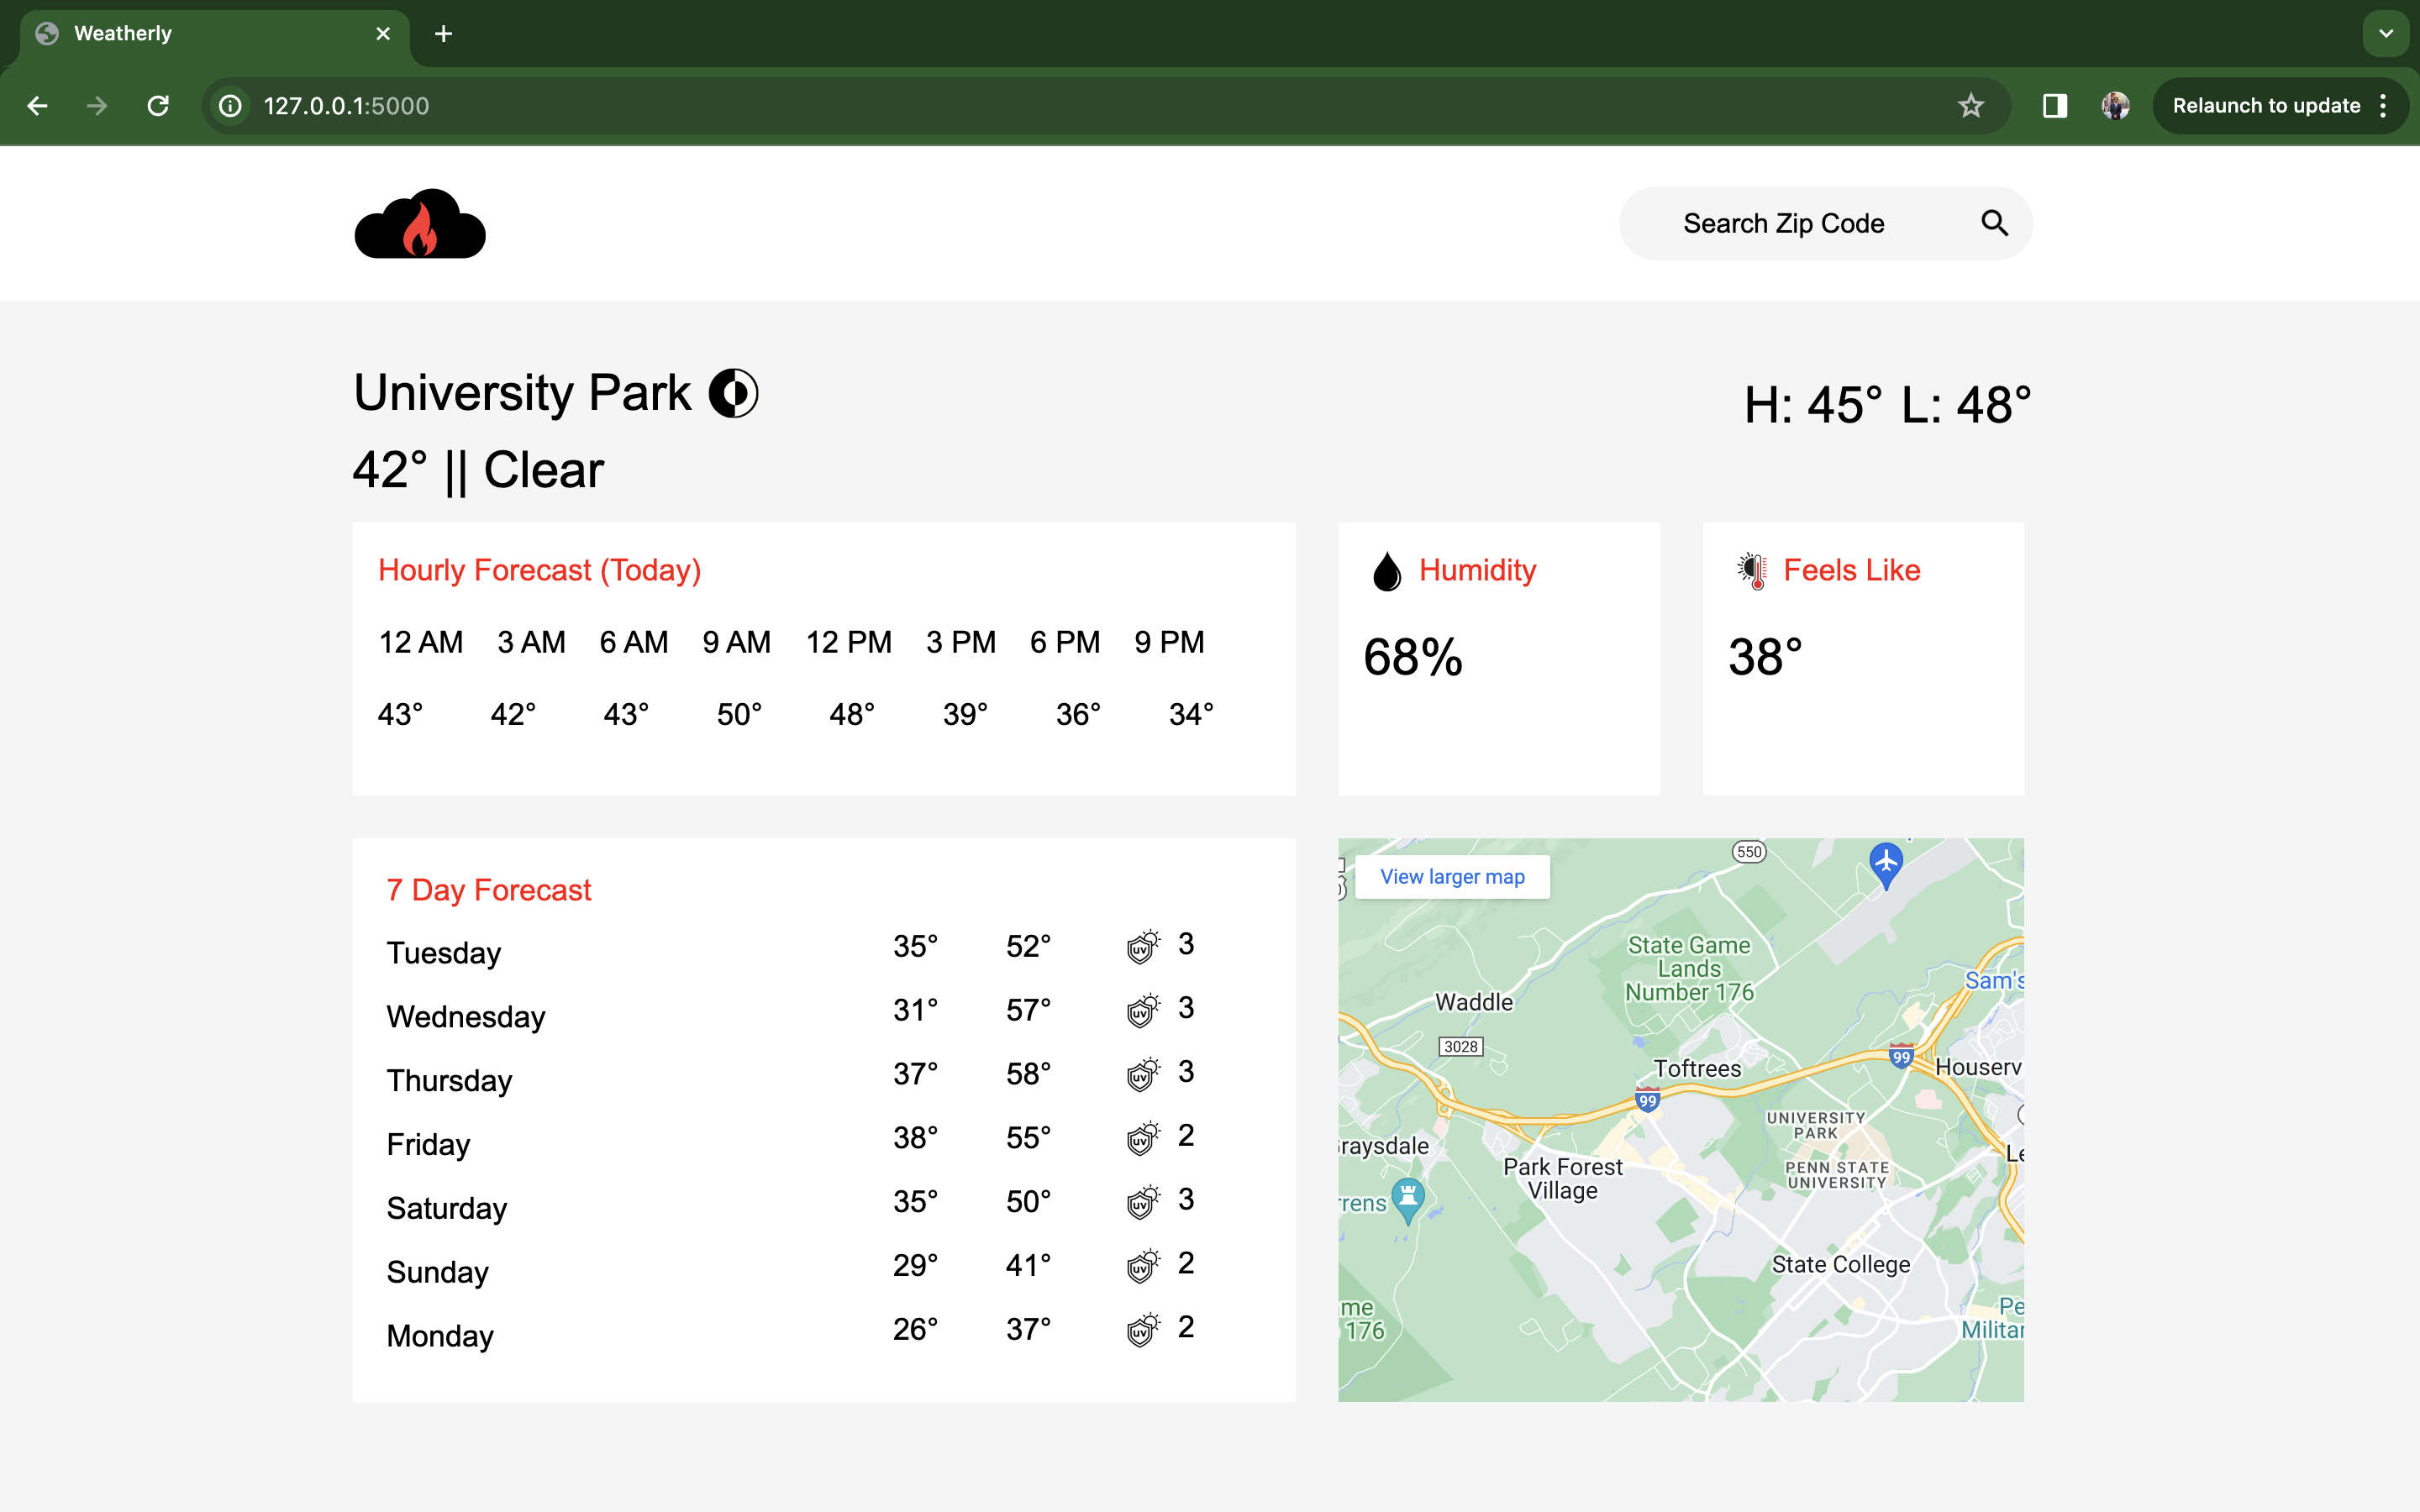 Weatherly
127.0.0.1:5000
Relaunch to update
Search Zip Code
University Park
H: 45° L: 48°
42° || Clear
Hourly Forecast (Today)
12 AM 3 AM 6 AM 9 AM 12 PM 3 PM 6 PM 9 PM
43° 42° 43° 50° 48° 39° 36° 34°
Humidity
68%
Feels Like
38°
7 Day Forecast
Tuesday 35° 52° UV 3
Wednesday 31° 57° UV 3
Thursday 37° 58° UV 3
Friday 38° 55° UV 2
Saturday 35° 50° UV 3
Sunday 29° 41° UV 2
Monday 26° 37° UV 2
View larger map
550
State Game
Lands
Number 176
Sam's
Waddle
3028
Toftrees
99
Houserv
99
UNIVERSITY
PARK
raysdale
Le
Park Forest
Village
PENN STATE
UNIVERSITY
rens
State College
me
176
Pe
Militar